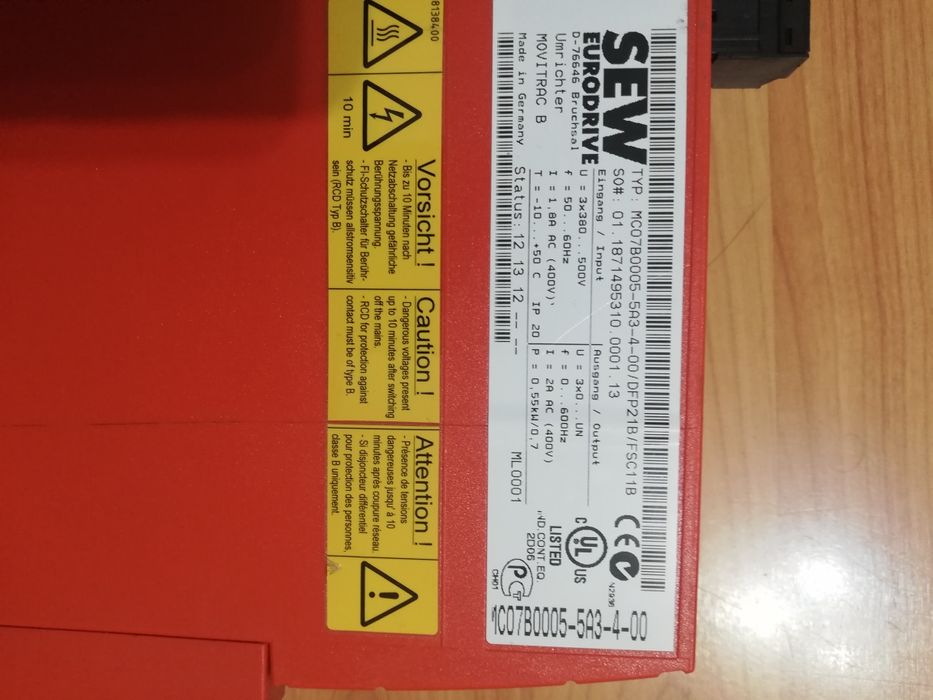 SEW
EURODRIVE
D-76646 Bruchsal
Umrichter
MOVITRAC B
Made in Germany
TYP: MC07B0005-5A3-4-00/DFP21B/FSC11B
SO#: 01.1871495310.0001.13
Eingang / Input
U = 3x380...500V
f = 50...60Hz
I = 1,8A AC (400V)
T = -10...+50 C IP 20
Status: 12 13 12 -- --
Ausgang / Output
U = 3x0...UN
f = 0...600Hz
I = 2A AC (400V)
P = 0,55kW/0,7
ML0001
CE
N2936
C UL US
LISTED
IND.CONT.EQ.
2D06
PCT
MC07B0005-5A3-4-00
8138400
10 min
Vorsicht !
- Bis zu 10 Minuten nach
Netzabschaltung gefährliche
Berührungsspannung.
- FI-Schutzschalter für Berühr-
schutz müssen allstromsensitiv
sein (RCD Typ B).
Caution !
- Dangerous voltages present
up to 10 minutes after switching
off the mains.
- RCD for protection against
contact must be of type B.
Attention !
- Présence de tensions
dangereuses jusqu' à 10
minutes après coupure réseau.
- Si disjoncteur différentiel
pour protection des personnes,
classe B uniquement.